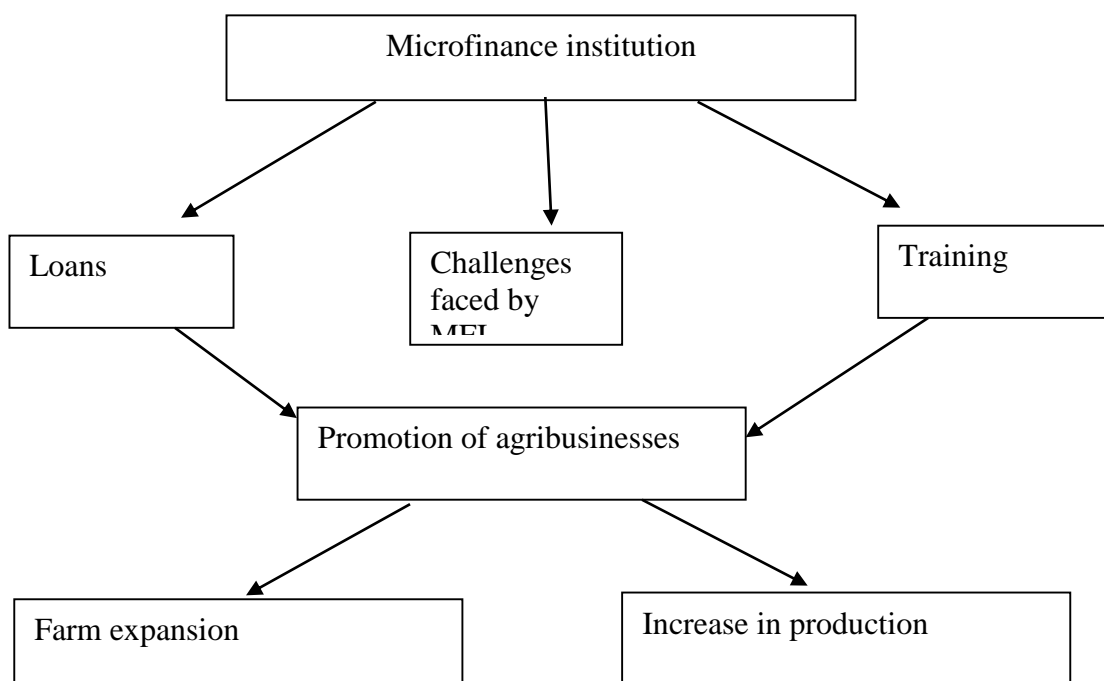 Microfinance institution
Loans
Challenges
faced by
Training
Promotion of agribusinesses
Farm expansion
Increase in production